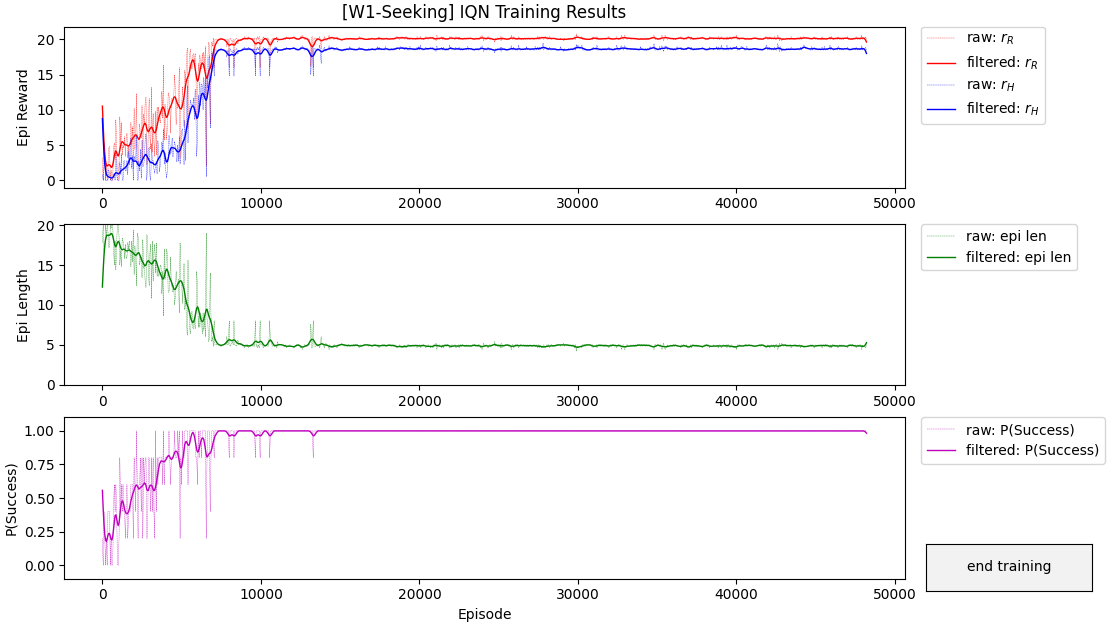 [W1-Seeking] IQN Training Results
Epi Reward
20
15
10
5
0
0 10000 20000 30000 40000 50000
raw: r_R
filtered: r_R
raw: r_H
filtered: r_H
Epi Length
20
15
10
5
0
0 10000 20000 30000 40000 50000
raw: epi len
filtered: epi len
P(Success)
1.00
0.75
0.50
0.25
0.00
0 10000 20000 30000 40000 50000
Episode
raw: P(Success)
filtered: P(Success)
end training